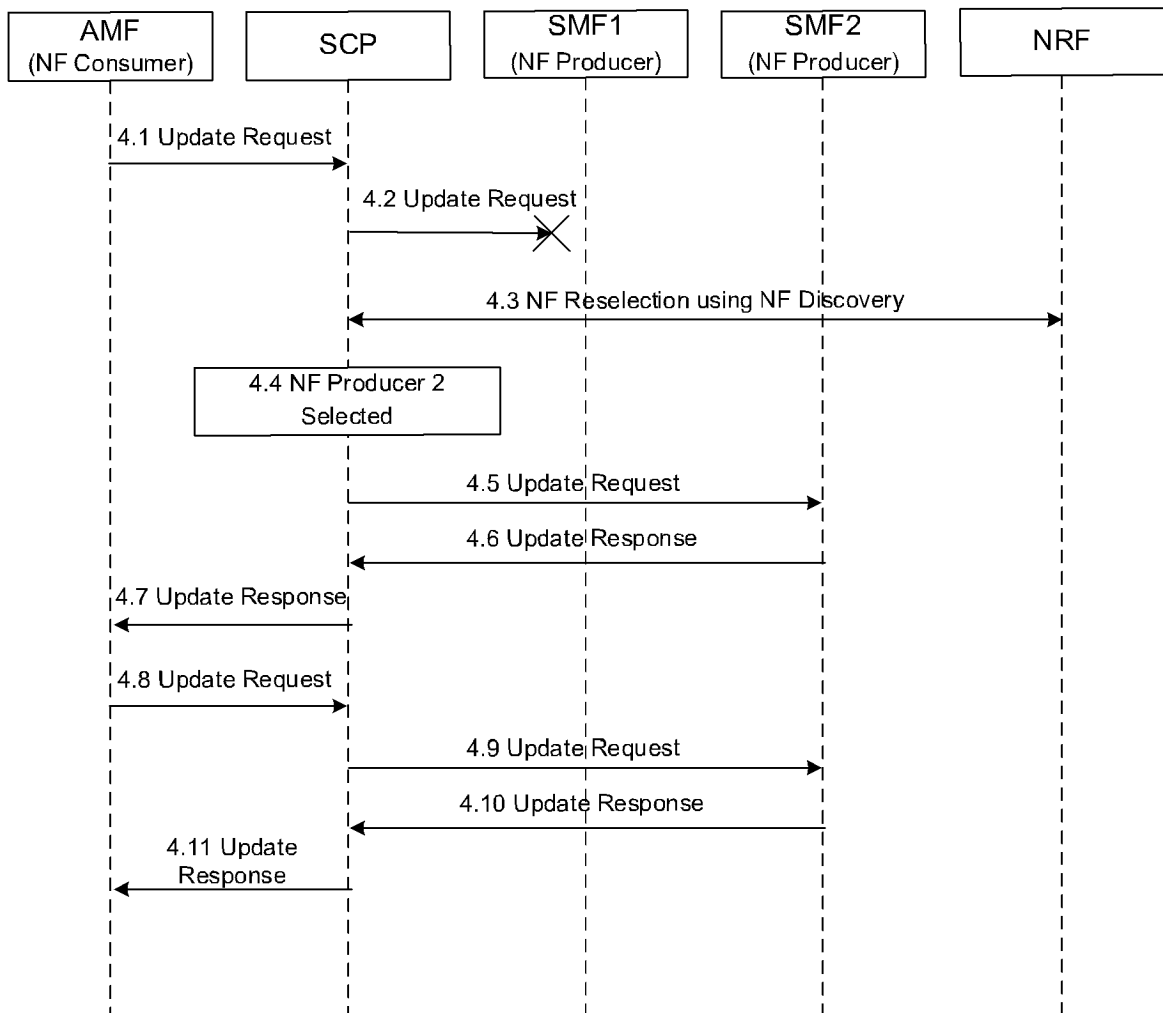 AMF
(NF Consumer)
SCP
SMF1
(NF Producer)
SMF2
(NF Producer)
NRF
4.1 Update Request
4.2 Update Request
4.3 NF Reselection using NF Discovery
4.4 NF Producer 2
Selected
4.5 Update Request
4.6 Update Response
4.7 Update Response
4.8 Update Request
4.9 Update Request
4.10 Update Response
4.11 Update
Response